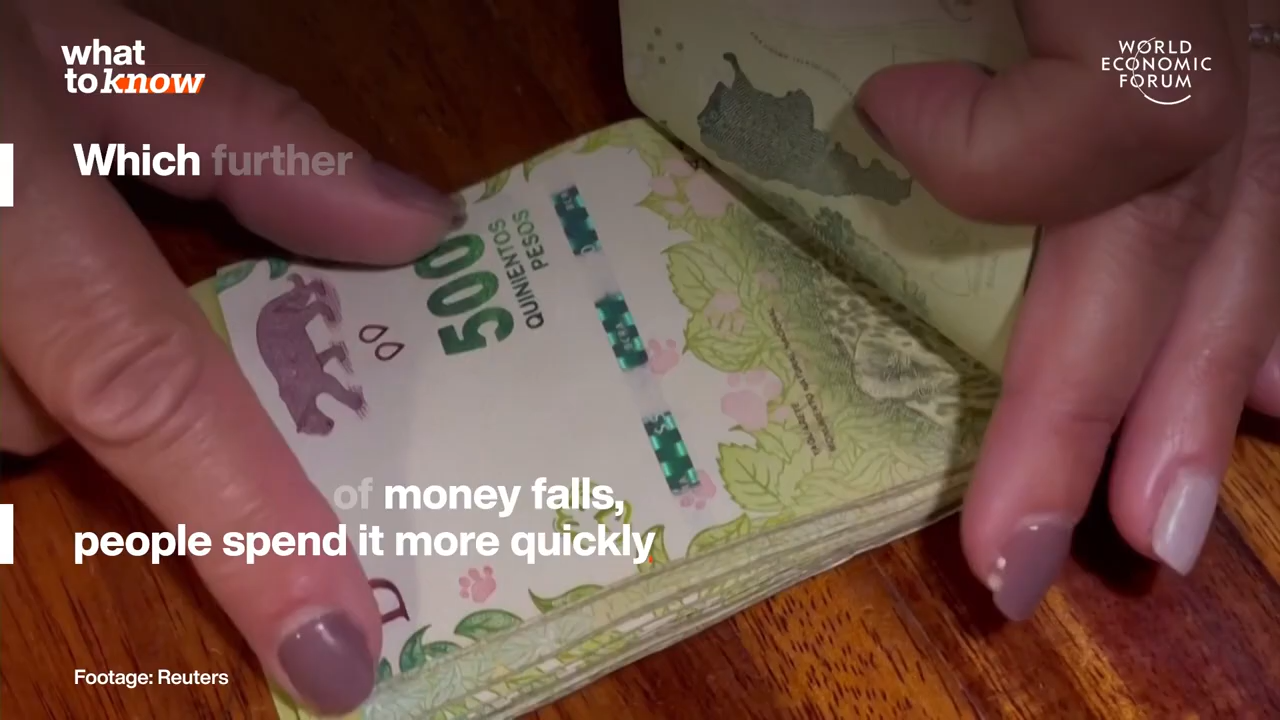 what
to know
WORLD
ECONOMIC
FORUM
Which further
500
QUINIENTOS
PESOS
of money falls,
people spend it more quickly
D
Footage: Reuters